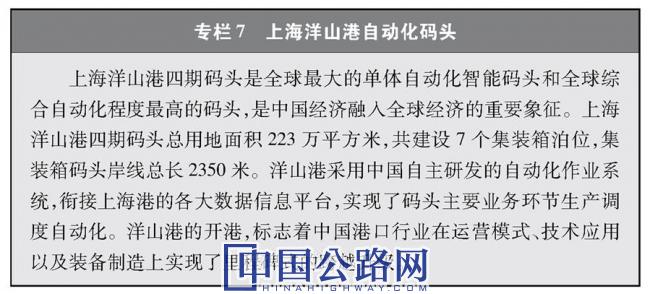 专栏 7 上海洋山港自动化码头
上海洋山港四期码头是全球最大的单体自动化智能码头和全球综
合自动化程度最高的码头，是中国经济融入全球经济的重要象征。上海
洋山港四期码头总用地面积 223 万平方米，共建设 7 个集装箱泊位，集
装箱码头岸线总长 2350 米。洋山港采用中国自主研发的自动化作业系
统，衔接上海港的各大数据信息平台，实现了码头主要业务环节生产调
度自动化。洋山港的开港，标志着中国港口行业在运营模式、技术应用
以及装备制造上实现了
中国公路网
HINAHIGHWAY.COM